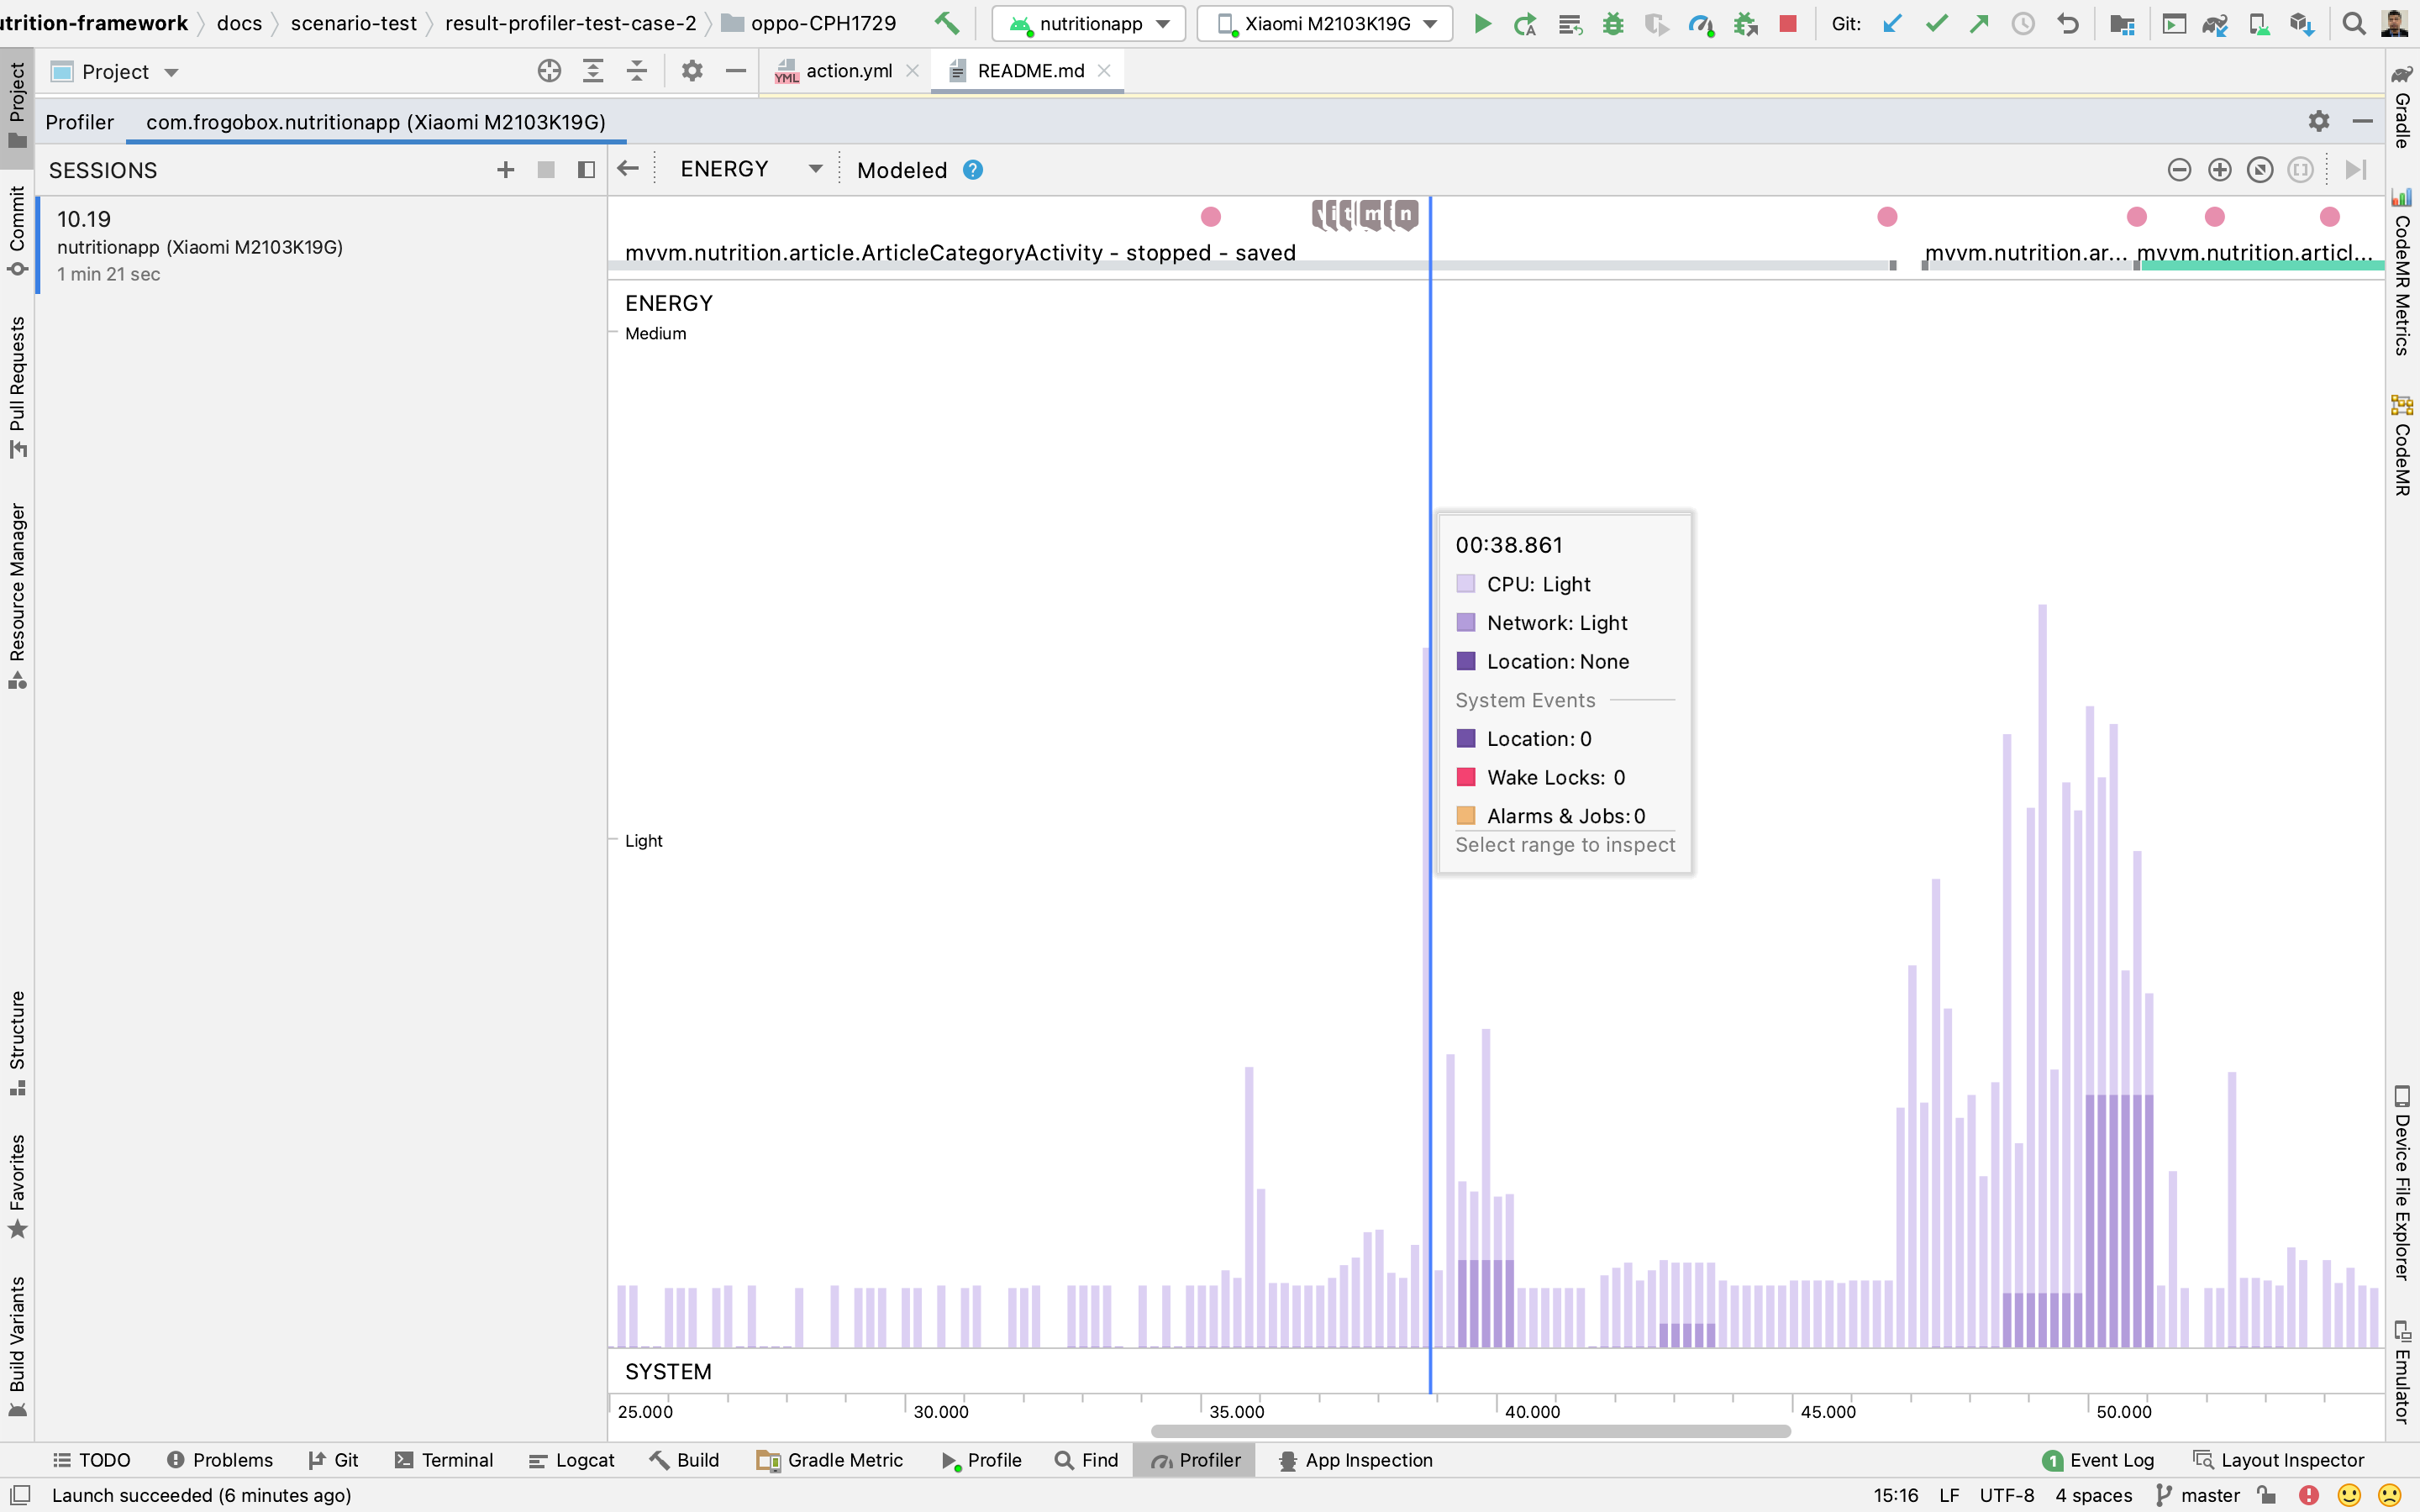 utrition-framework docs scenario-test result-profiler-test-case-2 oppo-CPH1729 nutritionapp Xiaomi M2103K19G Git:
Project action.yml README.md
Profiler com.frogobox.nutritionapp (Xiaomi M2103K19G)
SESSIONS ENERGY Modeled ?
10.19
nutritionapp (Xiaomi M2103K19G)
1 min 21 sec
mvvm.nutrition.article.ArticleCategoryActivity - stopped - saved mvvm.nutrition.ar... mvvm.nutrition.articl...
ENERGY
Medium
Light
00:38.861
CPU: Light
Network: Light
Location: None
System Events
Location: 0
Wake Locks: 0
Alarms & Jobs: 0
Select range to inspect
SYSTEM
25.000 30.000 35.000 40.000 45.000 50.000
Project
Commit
Pull Requests
Resource Manager
Structure
Favorites
Build Variants
Gradle
CodeMR Metrics
CodeMR
Device File Explorer
Emulator
TODO Problems Git Terminal Logcat Build Gradle Metric Profile Find Profiler App Inspection 1 Event Log Layout Inspector
Launch succeeded (6 minutes ago) 15:16 LF UTF-8 4 spaces master